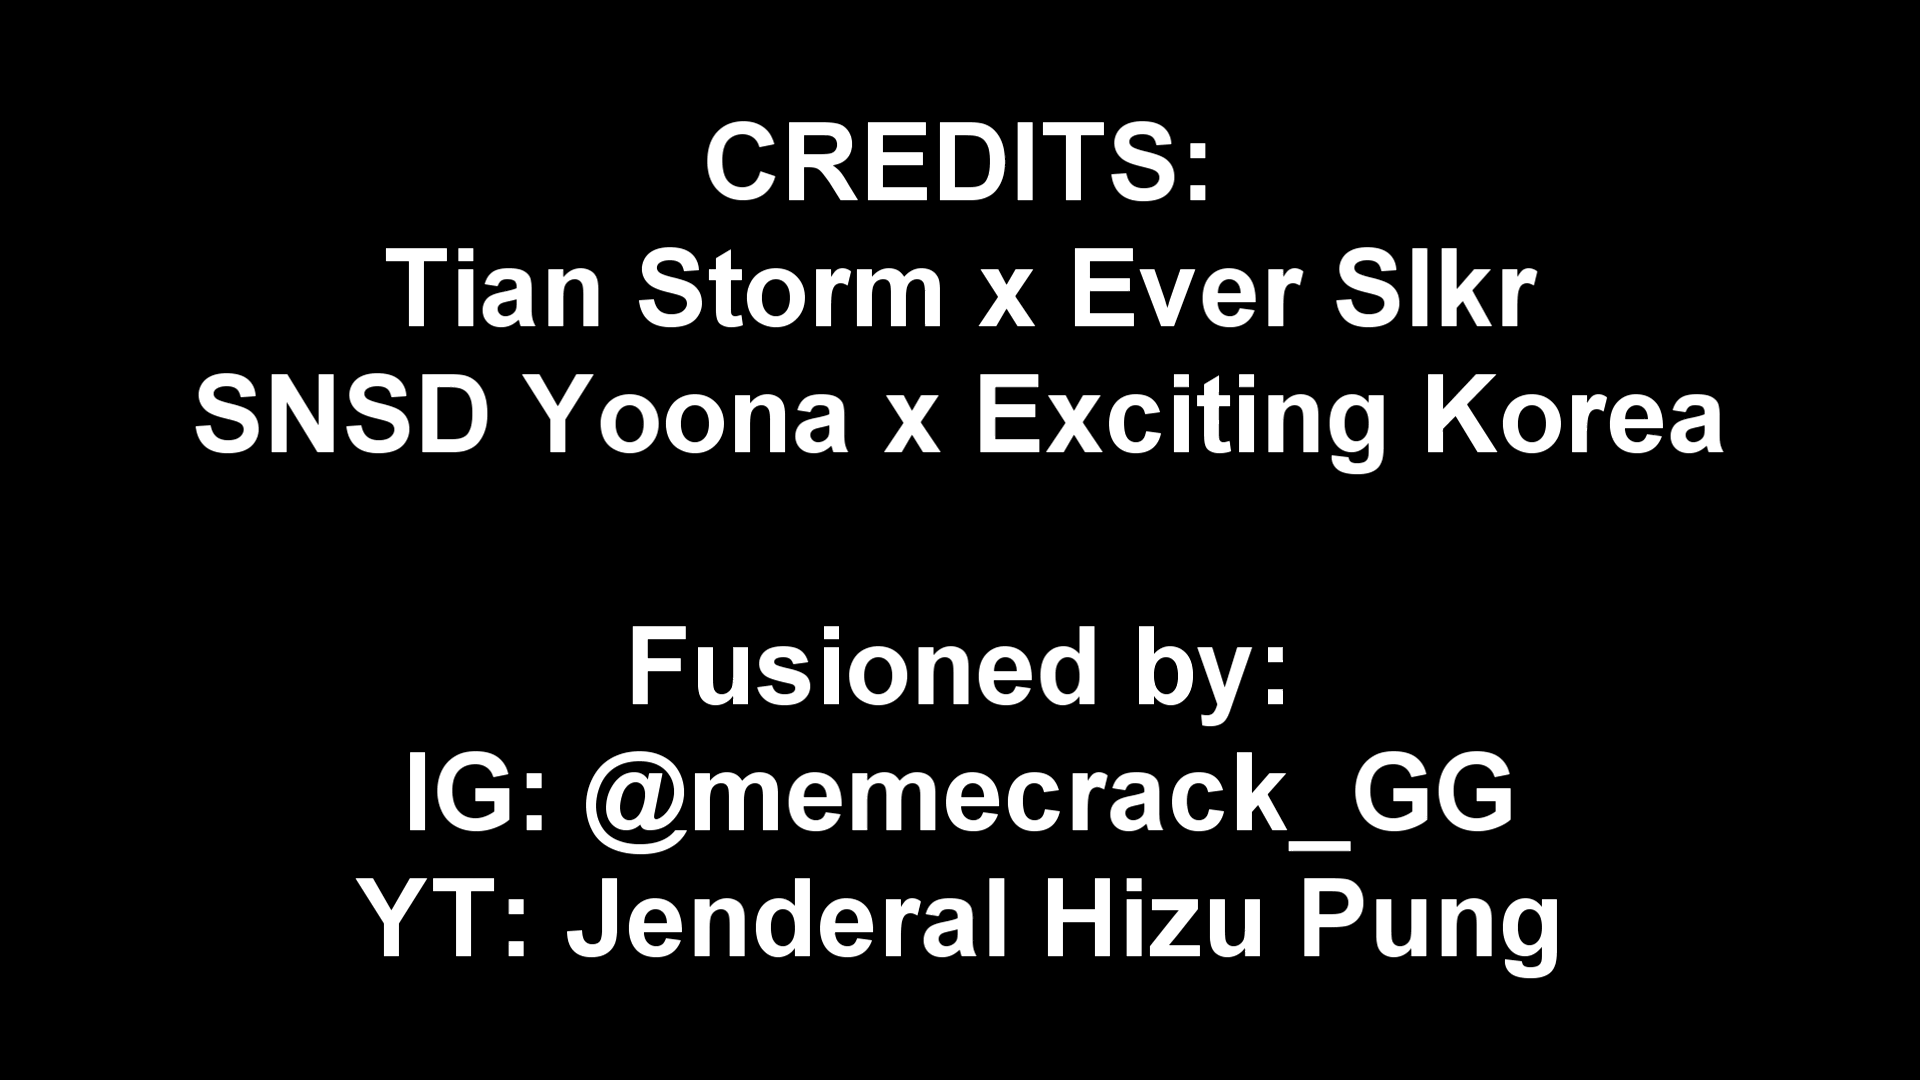 CREDITS:
Tian Storm x Ever Slkr
SNSD Yoona x Exciting Korea
Fusioned by:
IG: @memecrack_GG
YT: Jenderal Hizu Pung